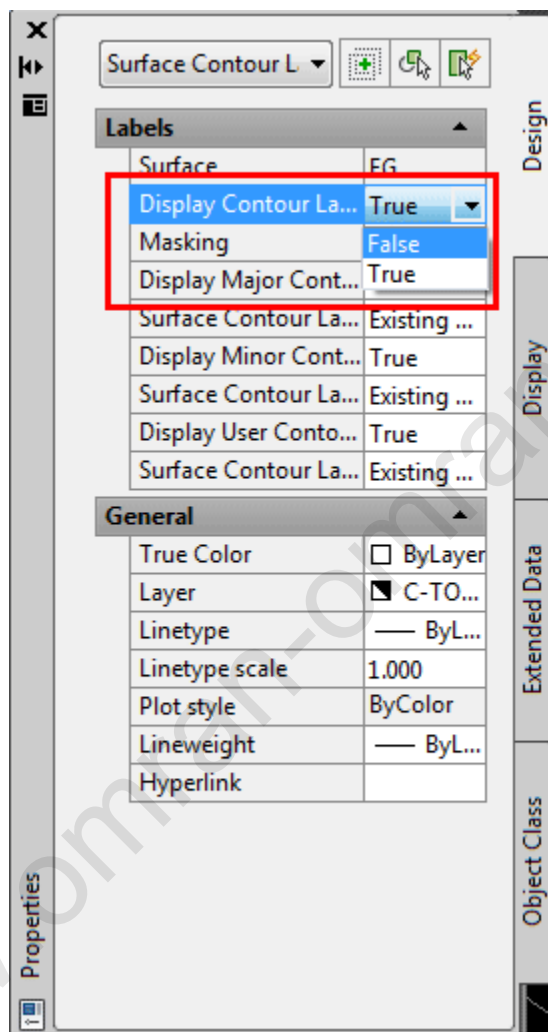 Surface Contour L
Labels
Surface EG
Display Contour La... True
Masking False
Display Major Cont... True
Surface Contour La... Existing ...
Display Minor Cont... True
Surface Contour La... Existing ...
Display User Conto... True
Surface Contour La... Existing ...
General
True Color ByLayer
Layer C-TO...
Linetype ByL...
Linetype scale 1.000
Plot style ByColor
Lineweight ByL...
Hyperlink
Design
Display
Extended Data
Object Class
Properties
omran-omran